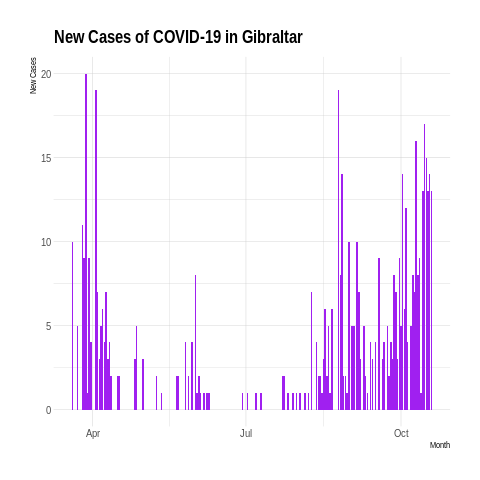 New Cases of COVID-19 in Gibraltar
New Cases
20
15
10
5
0
Apr
Jul
Oct
Month